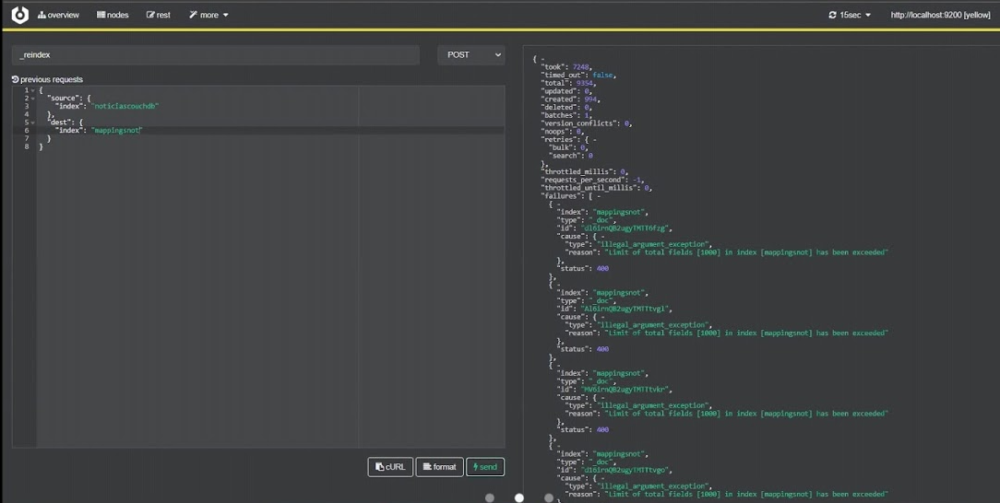 overview nodes rest more 15sec http://localhost:9200 [yellow]
_reindex POST
previous requests
1 {
2 "source": {
3 "index": "noticiascouchdb"
4 },
5 "dest": {
6 "index": "mappingsnot"
7 }
8 }
cURL format send
{ -
"took": 7248,
"timed_out": false,
"total": 9354,
"updated": 0,
"created": 994,
"deleted": 0,
"batches": 1,
"version_conflicts": 0,
"noops": 0,
"retries": { -
"bulk": 0,
"search": 0
},
"throttled_millis": 0,
"requests_per_second": -1,
"throttled_until_millis": 0,
"failures": [ -
{ -
"index": "mappingsnot",
"type": "_doc",
"id":
"cause": { -
"type": "illegal_argument_exception",
"reason": "Limit of total fields [1000] in index [mappingsnot] has been exceeded"
},
"status": 400
},
{ -
"index": "mappingsnot",
"type": "_doc",
"id":
"cause": { -
"type": "illegal_argument_exception",
"reason": "Limit of total fields [1000] in index [mappingsnot] has been exceeded"
},
"status": 400
},
{ -
"index": "mappingsnot",
"type": "_doc",
"id":
"cause": { -
"type": "illegal_argument_exception",
"reason": "Limit of total fields [1000] in index [mappingsnot] has been exceeded"
},
"status": 400
},
{ -
"index": "mappingsnot",
"type": "_doc",
"id":
"cause": { -
"type": "illegal_argument_exception",
"reason": "Limit of total fields [1000] in index [mappingsnot] has been exceeded"